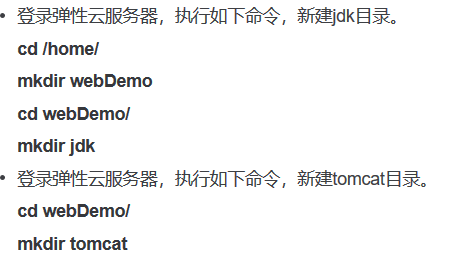 • 登录弹性云服务器，执行如下命令，新建jdk目录。
cd /home/
mkdir webDemo
cd webDemo/
mkdir jdk
• 登录弹性云服务器，执行如下命令，新建tomcat目录。
cd webDemo/
mkdir tomcat